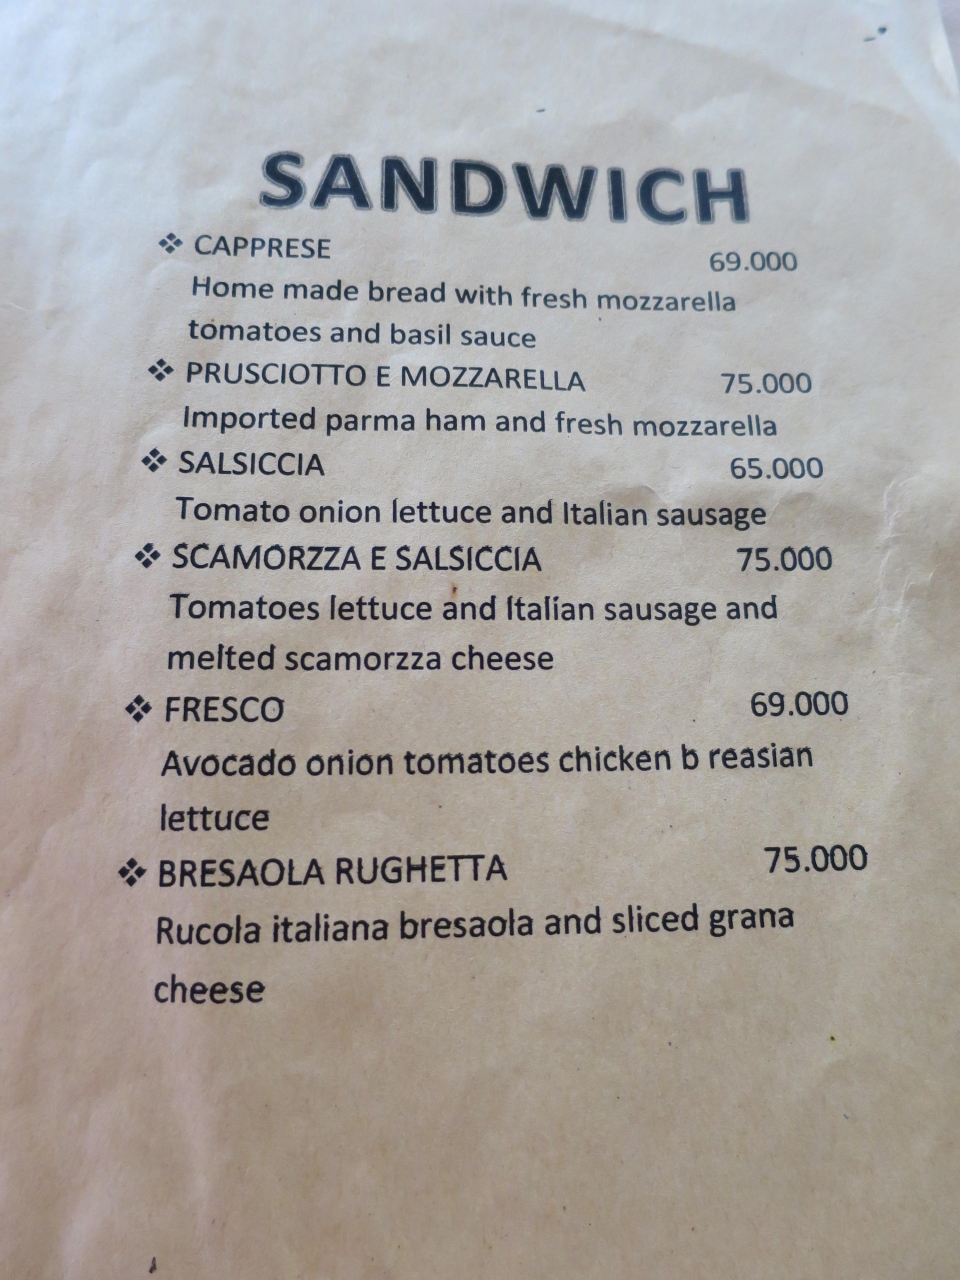 SANDWICH
❖ CAPPRESE 69.000
Home made bread with fresh mozzarella
tomatoes and basil sauce
❖ PRUSCIOTTO E MOZZARELLA 75.000
Imported parma ham and fresh mozzarella
❖ SALSICCIA 65.000
Tomato onion lettuce and Italian sausage
❖ SCAMORZZA E SALSICCIA 75.000
Tomatoes lettuce and Italian sausage and
melted scamorzza cheese
❖ FRESCO 69.000
Avocado onion tomatoes chicken b reasian
lettuce
❖ BRESAOLA RUGHETTA 75.000
Rucola italiana bresaola and sliced grana
cheese